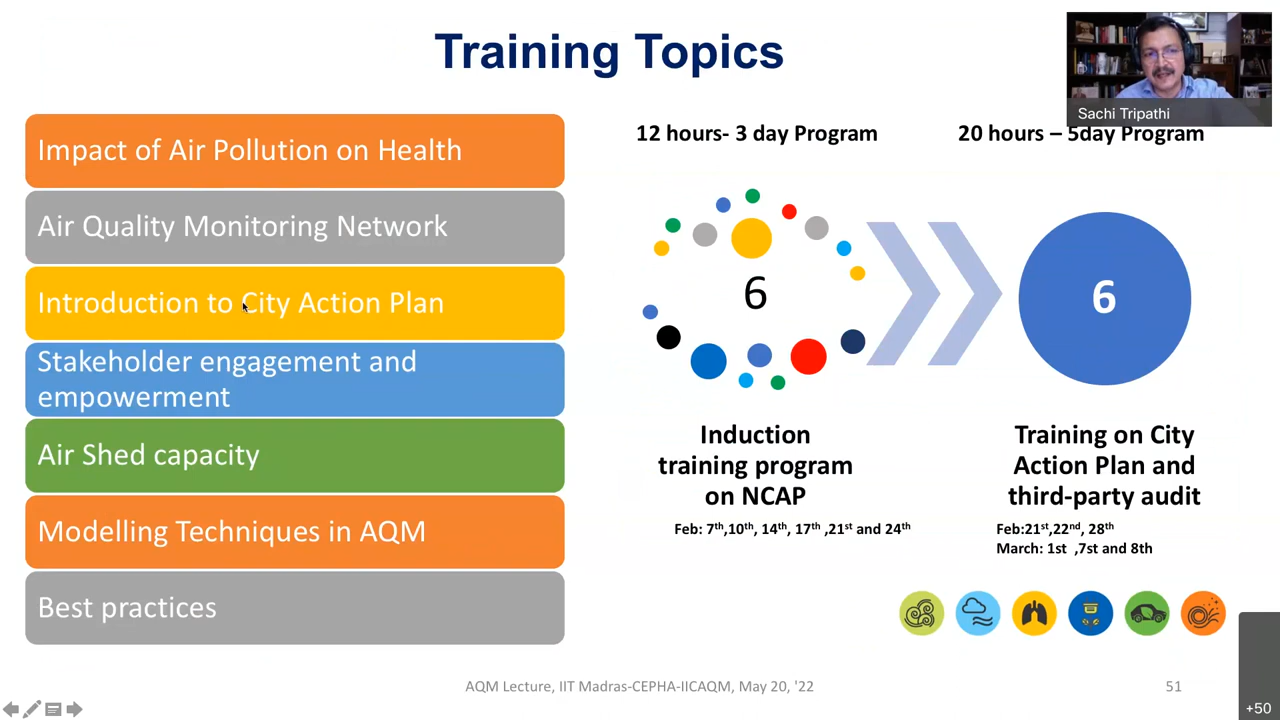 Training Topics
Sachi Tripathi
Impact of Air Pollution on Health
Air Quality Monitoring Network
Introduction to City Action Plan
Stakeholder engagement and
empowerment
Air Shed capacity
Modelling Techniques in AQM
Best practices
12 hours- 3 day Program
6
Induction
training program
on NCAP
Feb: 7th,10th, 14th, 17th ,21st and 24th
20 hours – 5day Program
6
Training on City
Action Plan and
third-party audit
Feb:21st,22nd, 28th
March: 1st ,7st and 8th
AQM Lecture, IIT Madras-CEPHA-IICAQM, May 20, '22
51
+50